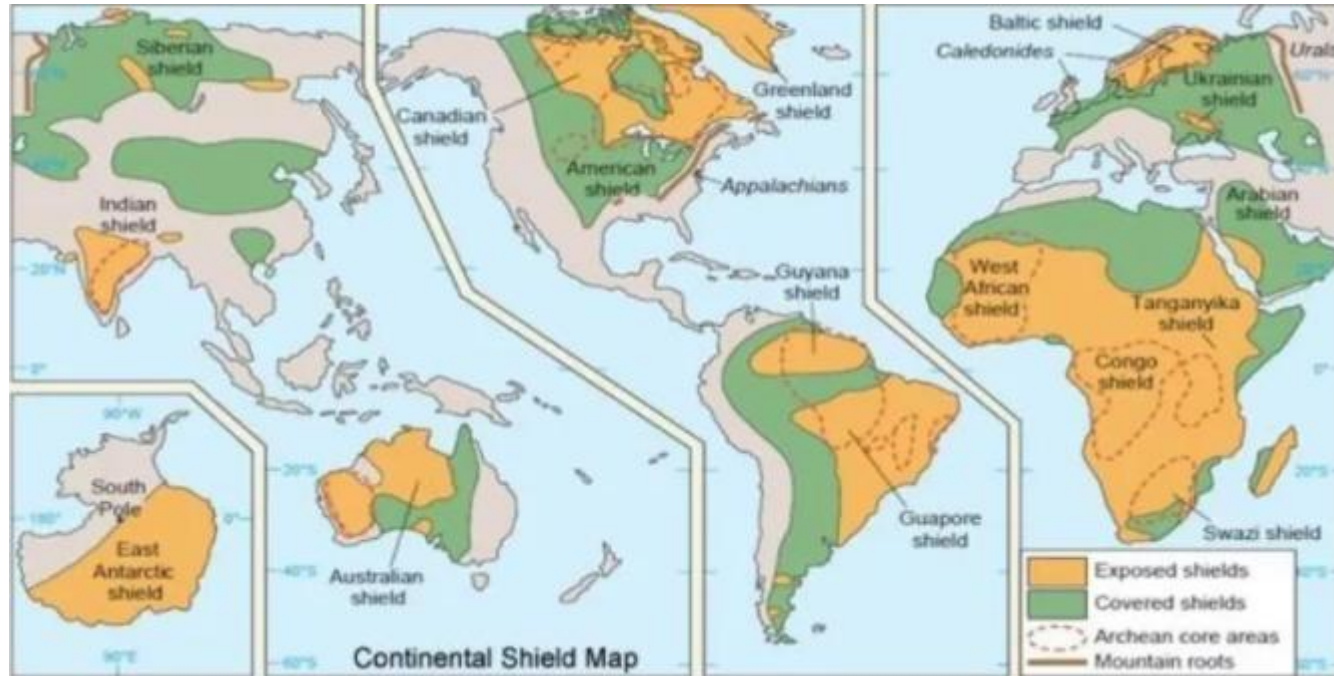 Siberian
shield
Indian
shield
20°N
0°
Canadian
shield
American
shield
Greenland
shield
Appalachians
Guyana
shield
Guapore
shield
Baltic shield
Caledonides
Urals
Ukrainian
shield
Arabian
shield
West
African
shield
Tanganyika
shield
Congo
shield
Swazi shield
90°W
South
Pole
180°
0°
East
Antarctic
shield
90°E
20°S
40°S
60°S
Australian
shield
Continental Shield Map
Exposed shields
Covered shields
Archean core areas
Mountain roots